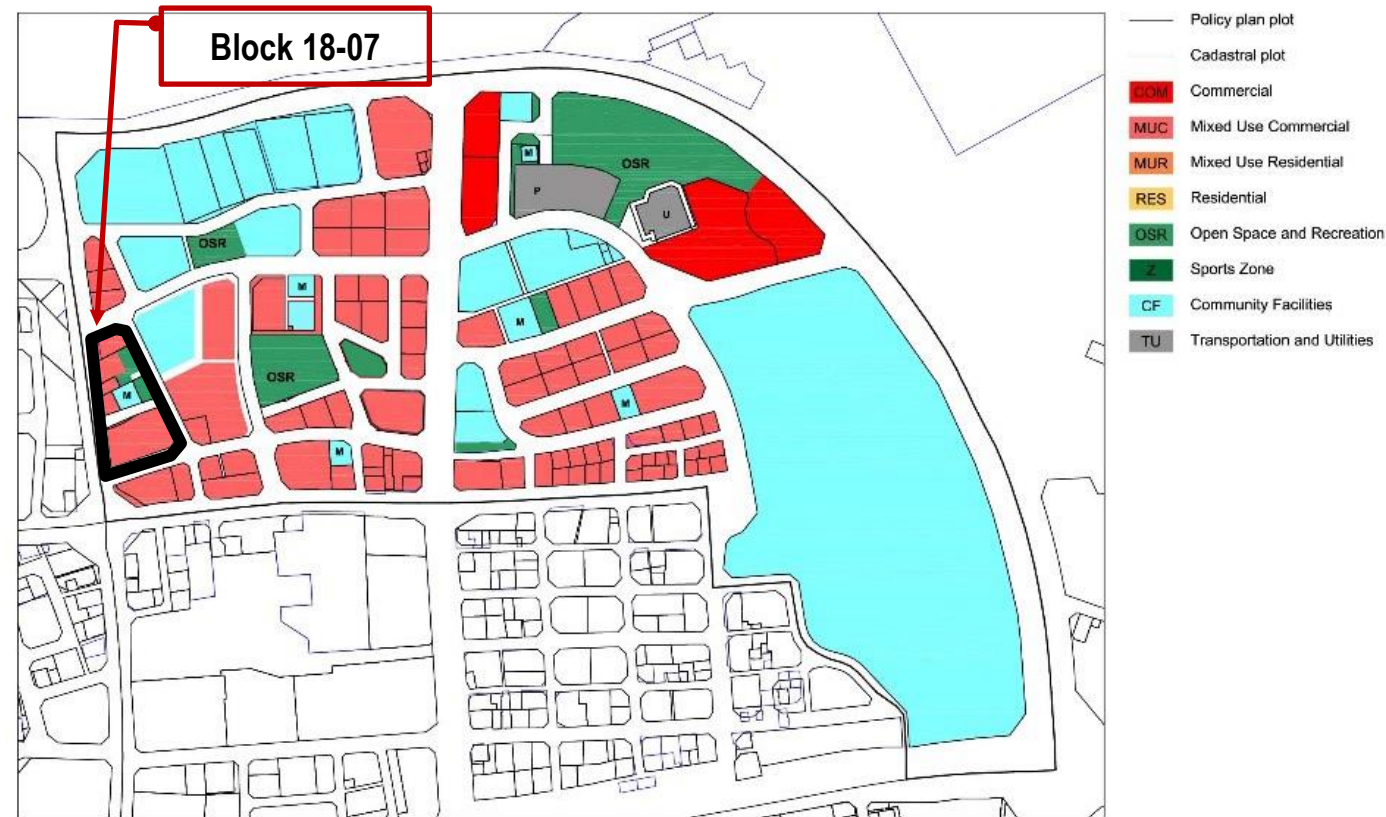 Block 18-07
Policy plan plot
Cadastral plot
COM Commercial
MUC Mixed Use Commercial
MUR Mixed Use Residential
RES Residential
OSR Open Space and Recreation
Z Sports Zone
CF Community Facilities
TU Transportation and Utilities
M
OSR
P
U
OSR
M
M
OSR
M
M
M